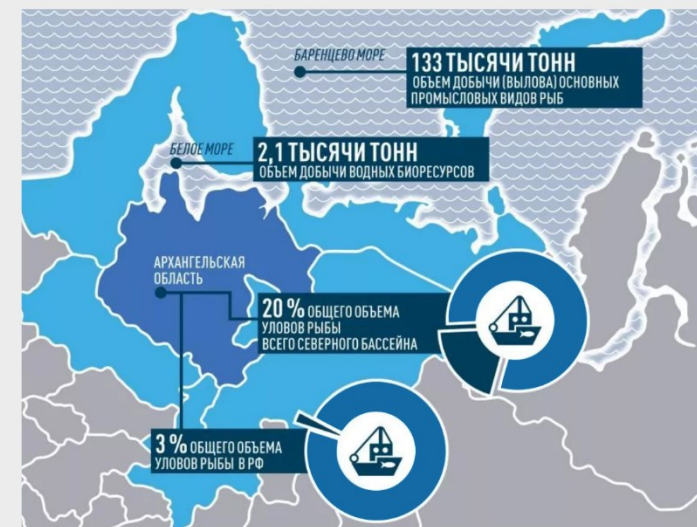 БАРЕНЦЕВО МОРЕ
133 ТЫСЯЧИ ТОНН
ОБЪЕМ ДОБЫЧИ (ВЫЛОВА) ОСНОВНЫХ
ПРОМЫСЛОВЫХ ВИДОВ РЫБ
БЕЛОЕ МОРЕ
2,1 ТЫСЯЧИ ТОНН
ОБЪЕМ ДОБЫЧИ ВОДНЫХ БИОРЕСУРСОВ
АРХАНГЕЛЬСКАЯ
ОБЛАСТЬ
20 % ОБЩЕГО ОБЪЕМА
УЛОВОВ РЫБЫ
ВСЕГО СЕВЕРНОГО БАССЕЙНА
3 % ОБЩЕГО ОБЪЕМА
УЛОВОВ РЫБЫ В РФ